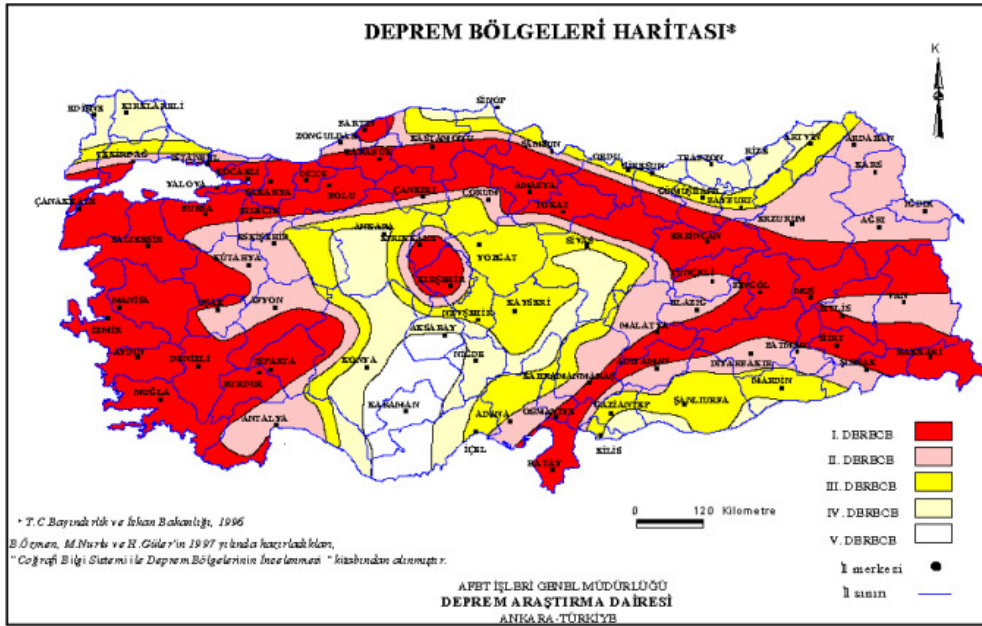 DEPREM BÖLGELERİ HARİTASI*
K
SİNOP
EDİRNE
KIRKLARELİ
BARTIN
ZONGULDAK
KASTAMONU
ARTVİN
ARDAHAN
TEKİRDAĞ
İSTANBUL
KARABÜK
SAMSUN
ORDU
GİRESUN
TRABZON
RİZE
KARS
KOCAELİ
YALOVA
SAKARYA
BOLU
ÇANKIRI
ÇORUM
AMASYA
GÜMÜŞHANE
BAYBURT
ÇANAKKALE
BURSA
BİLECİK
TOKAT
ERZURUM
AĞRI
IĞDIR
BALIKESİR
ESKİŞEHİR
ANKARA
KIRIKKALE
YOZGAT
SİVAS
ERZİNCAN
KÜTAHYA
KIRŞEHİR
TUNCELİ
BİNGÖL
MUŞ
MANİSA
UŞAK
AFYON
NEVŞEHİR
KAYSERİ
ELAZIĞ
BİTLİS
VAN
İZMİR
AKSARAY
MALATYA
AYDIN
DENİZLİ
ISPARTA
KONYA
NİĞDE
ADIYAMAN
DİYARBAKIR
BATMAN
SİİRT
ŞIRNAK
HAKKARİ
BURDUR
KAHRAMANMARAŞ
MARDİN
MUĞLA
ANTALYA
KARAMAN
ADANA
OSMANİYE
GAZİANTEP
ŞANLIURFA
İÇEL
KİLİS
HATAY
I. DERECE
II. DERECE
III. DERECE
IV. DERECE
V. DERECE
İl merkesi
İl sınırı
0 120 Kilometre
* T.C.Bayındırlık ve İskan Bakanlığı, 1996
B.Özmen, M.Nurlu ve H.Güler'in 1997 yılında hazırladıkları,
"Coğrafi Bilgi Sistemi ile Deprem Bölgelerinin İncelenmesi" kitabından alınmıştır.
AFET İŞLERİ GENEL MÜDÜRLÜĞÜ
DEPREM ARAŞTIRMA DAİRESİ
ANKARA-TÜRKİYE